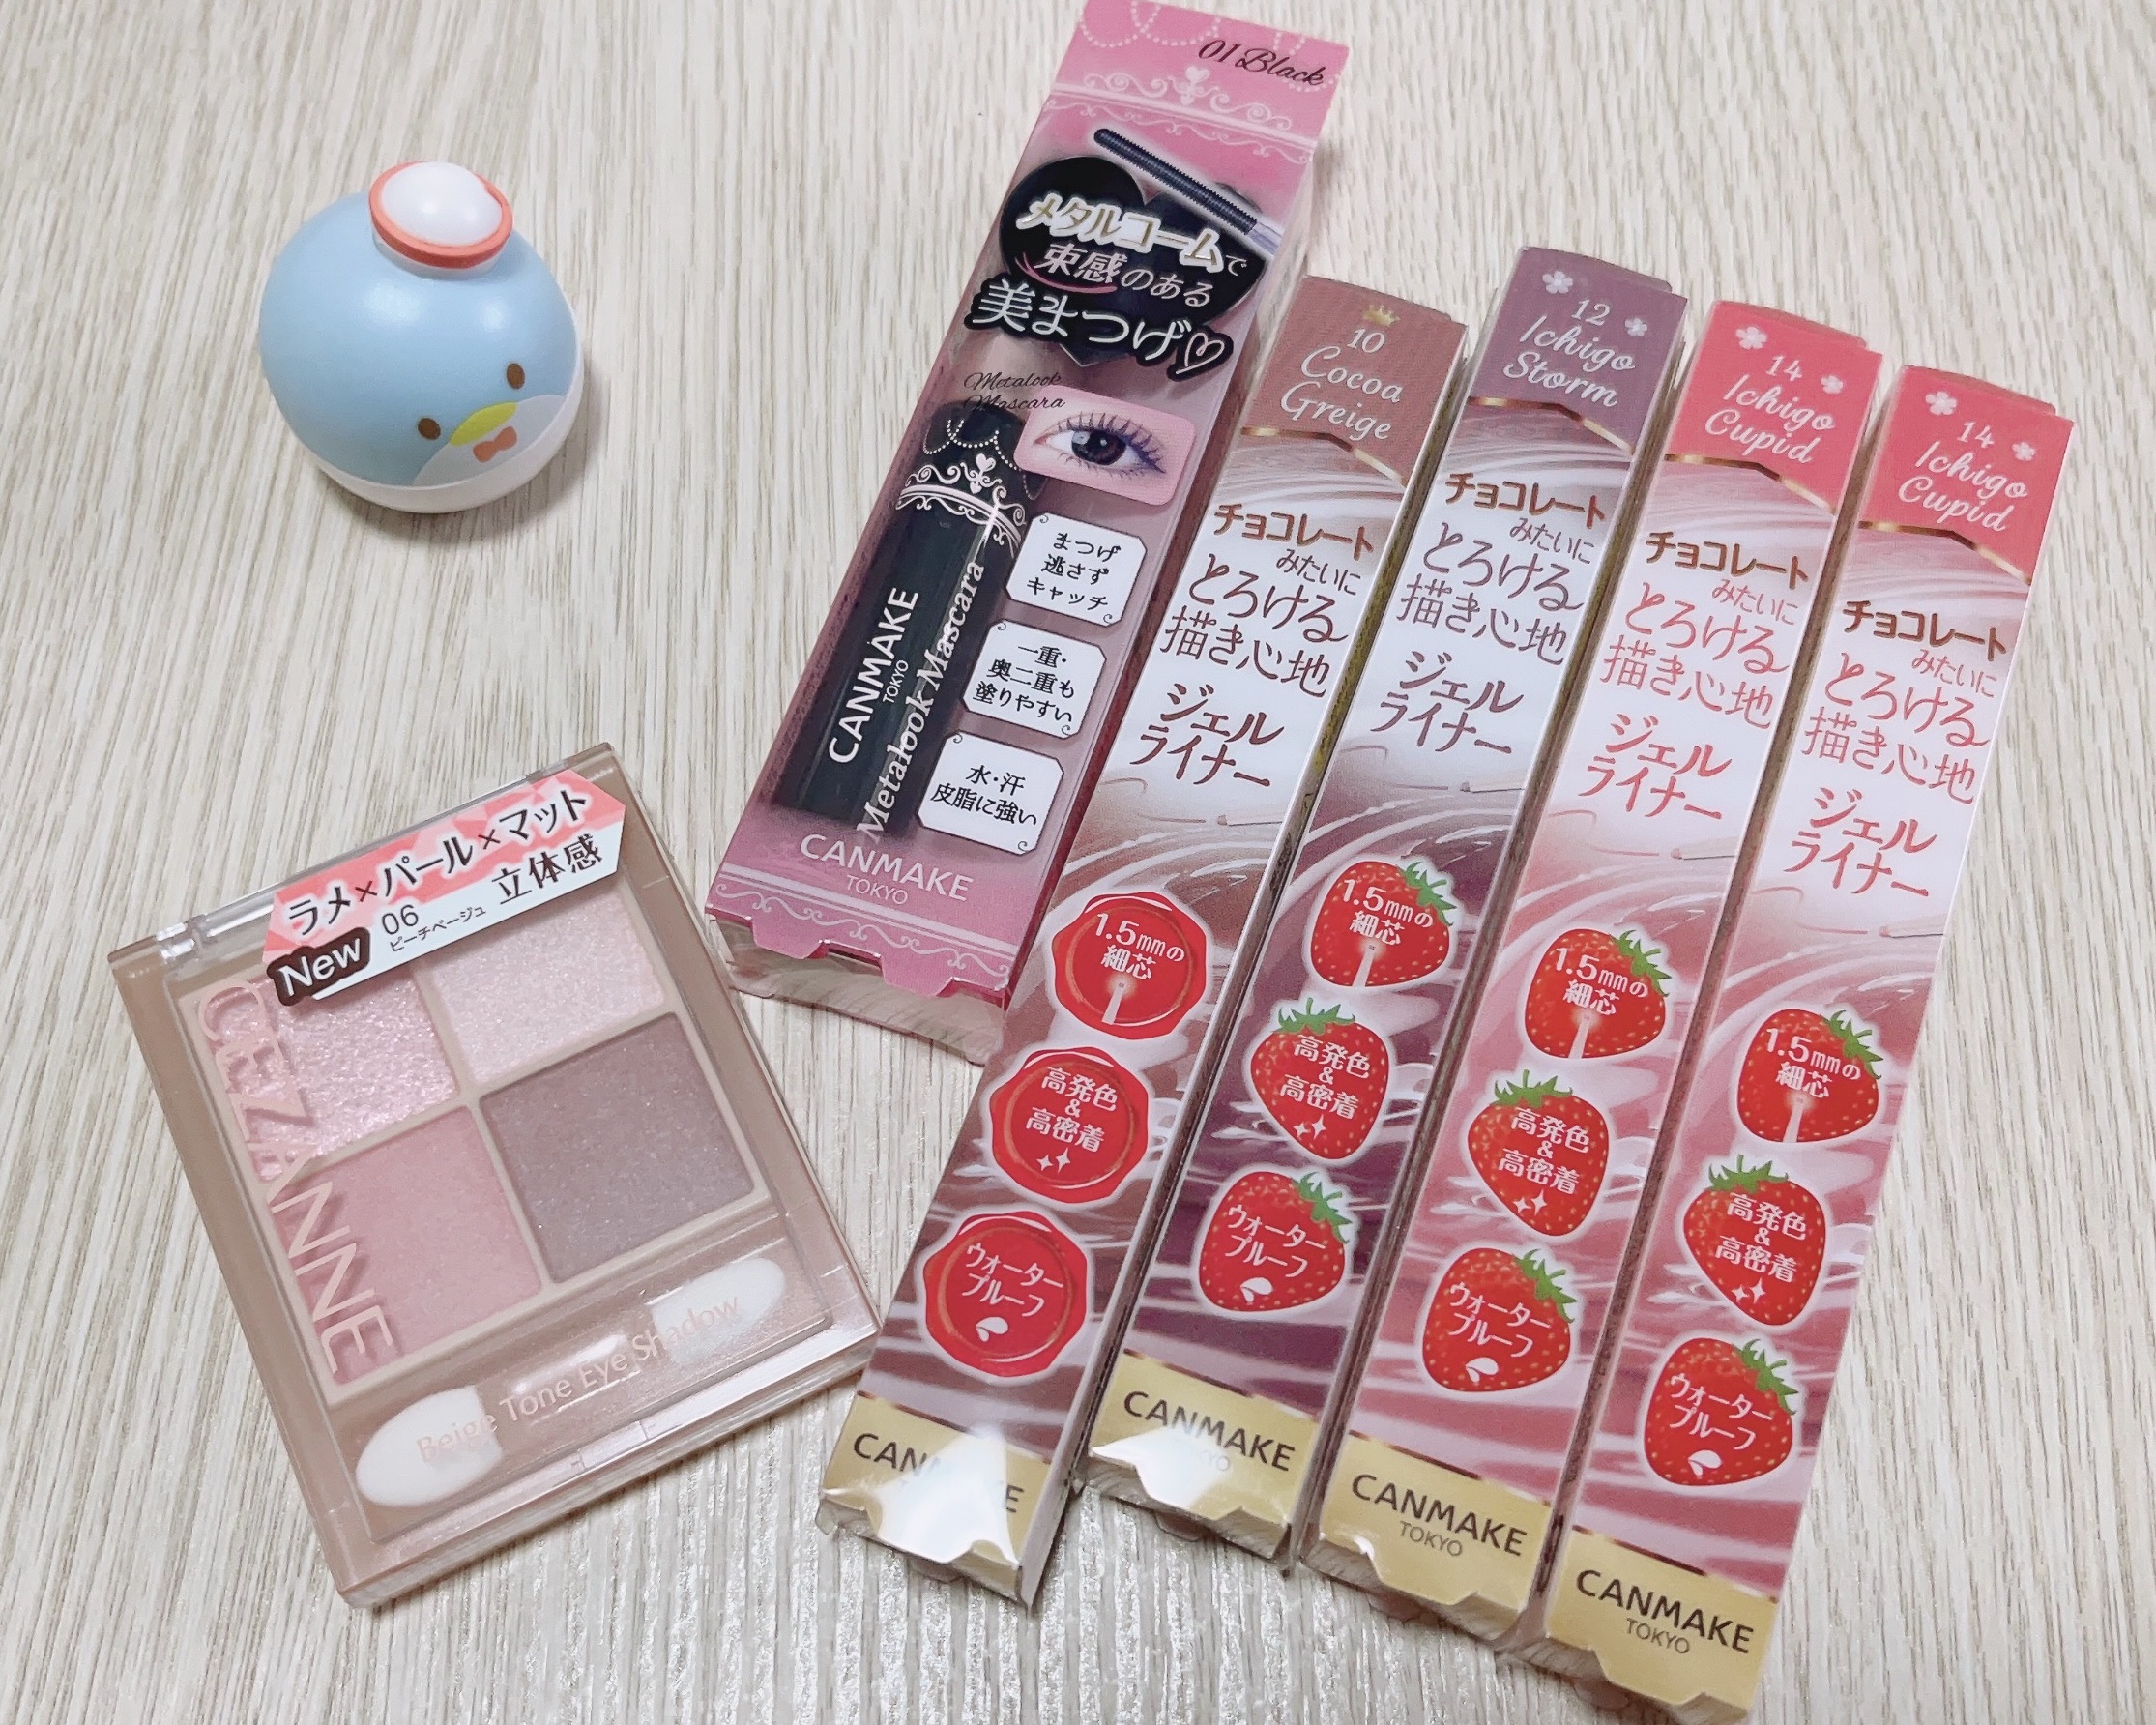 01 Black
メタルコームで
束感のある
美まつげ♡
Metalook
Mascara
CANMAKE
TOKYO
Metalook Mascara
まつげ
逃さず
キャッチ
一重・
奥二重も
塗りやすい
水・汗
皮脂に強い
CANMAKE
TOKYO
10
Cocoa
Greige
チョコレート
みたいに
とろける
描き心地
ジェル
ライナー
1.5mmの
細芯
高発色
&
高密着
ウォーター
プルーフ
CANMAKE
12
Ichigo
Storm
チョコレート
みたいに
とろける
描き心地
ジェル
ライナー
1.5mmの
細芯
高発色
&
高密着
ウォーター
プルーフ
CANMAKE
TOKYO
14
Ichigo
Cupid
チョコレート
みたいに
とろける
描き心地
ジェル
ライナー
1.5mmの
細芯
高発色
&
高密着
ウォーター
プルーフ
CANMAKE
TOKYO
14
Ichigo
Cupid
チョコレート
みたいに
とろける
描き心地
ジェル
ライナー
1.5mmの
細芯
高発色
&
高密着
ウォーター
プルーフ
CANMAKE
TOKYO
ラメ×パール×マット
立体感
New
06
ピーチベージュ
CEZANNE
Beige Tone Eye Shadow